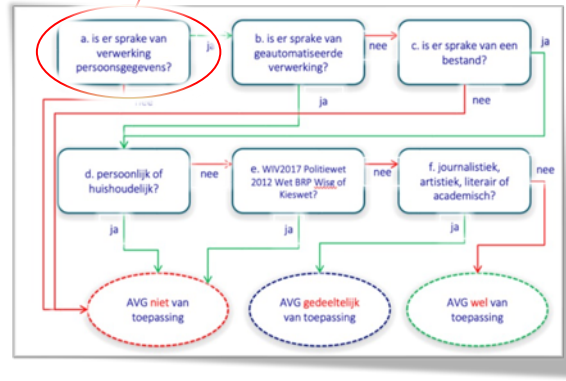 a. is er sprake van
verwerking
persoonsgegevens?
ja
b. is er sprake van
geautomatiseerde
verwerking?
nee
c. is er sprake van een
bestand?
ja
nee
ja
nee
d. persoonlijk of
huishoudelijk?
nee
e. WIV2017 Politiewet
2012 Wet BRP Wise of
Kieswet?
nee
f. journalistiek,
artistiek, literair of
academisch?
nee
ja
ja
ja
AVG niet van
toepassing
AVG gedeeltelijk
van toepassing
AVG wel van
toepassing